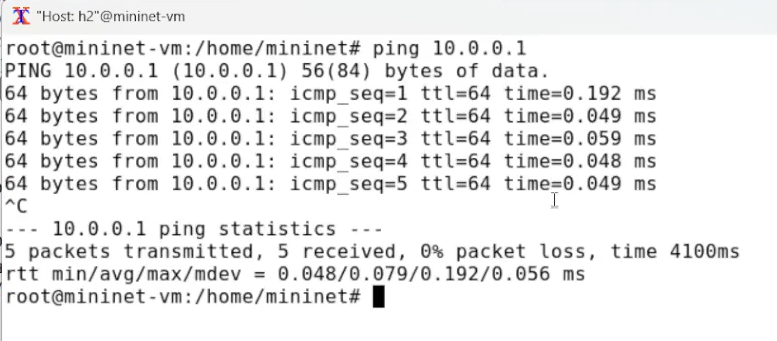 "Host: h2"@mininet-vm
root@mininet-vm:/home/mininet# ping 10.0.0.1
PING 10.0.0.1 (10.0.0.1) 56(84) bytes of data.
64 bytes from 10.0.0.1: icmp_seq=1 ttl=64 time=0.192 ms
64 bytes from 10.0.0.1: icmp_seq=2 ttl=64 time=0.049 ms
64 bytes from 10.0.0.1: icmp_seq=3 ttl=64 time=0.059 ms
64 bytes from 10.0.0.1: icmp_seq=4 ttl=64 time=0.048 ms
64 bytes from 10.0.0.1: icmp_seq=5 ttl=64 time=0.049 ms
^C
--- 10.0.0.1 ping statistics ---
5 packets transmitted, 5 received, 0% packet loss, time 4100ms
rtt min/avg/max/mdev = 0.048/0.079/0.192/0.056 ms
root@mininet-vm:/home/mininet#